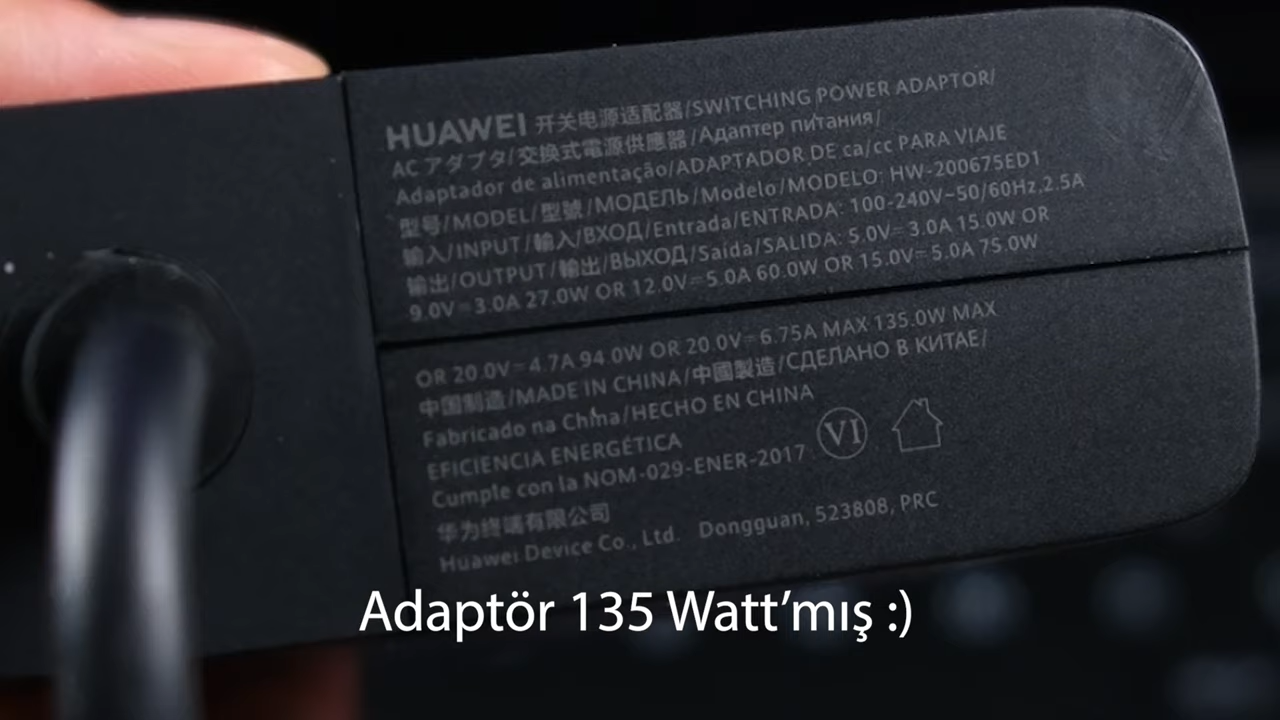 HUAWEI 开关电源适配器/SWITCHING POWER ADAPTOR/
AC アダプタ/交換式電源供應器/Адаптер питания/
Adaptador de alimentação/ADAPTADOR DE ca/cc PARA VIAJE
型号/MODEL/型號/МОДЕЛЬ/Modelo/MODELO: HW-200675ED1
输入/INPUT/輸入/ВХОД/Entrada/ENTRADA: 100-240V~50/60Hz,2.5A
输出/OUTPUT/輸出/ВЫХОД/Saída/SALIDA: 5.0V⎓3.0A 15.0W OR
9.0V⎓3.0A 27.0W OR 12.0V⎓5.0A 60.0W OR 15.0V⎓5.0A 75.0W
OR 20.0V⎓4.7A 94.0W OR 20.0V⎓6.75A MAX 135.0W MAX
中国制造/MADE IN CHINA/中國製造/СДЕЛАНО В КИТАЕ/
Fabricado na China/HECHO EN CHINA
EFICIENCIA ENERGÉTICA
Cumple con la NOM-029-ENER-2017 VI
华为终端有限公司
Huawei Device Co., Ltd. Dongguan, 523808, PRC
Adaptör 135 Watt’mış :)